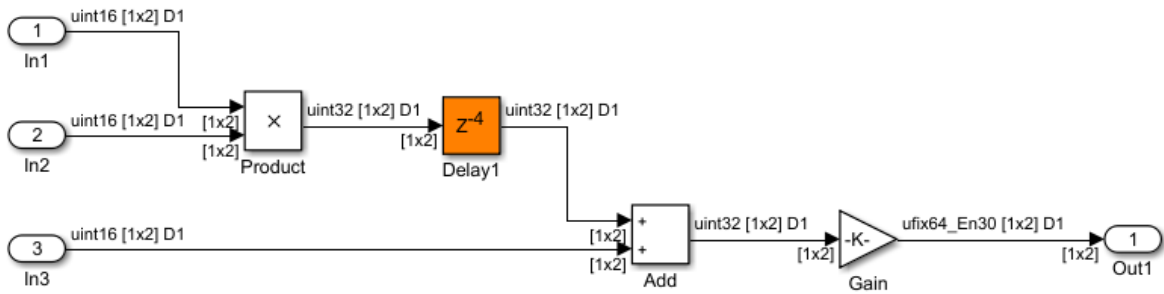 uint16 [1x2] D1
1
In1
uint16 [1x2] D1
2
In2
[1x2]
[1x2]
×
Product
uint32 [1x2] D1
[1x2]
Z-4
Delay1
uint32 [1x2] D1
uint16 [1x2] D1
3
In3
[1x2]
[1x2]
+
+
Add
uint32 [1x2] D1
[1x2]
-K-
Gain
ufix64_En30 [1x2] D1
[1x2]
1
Out1